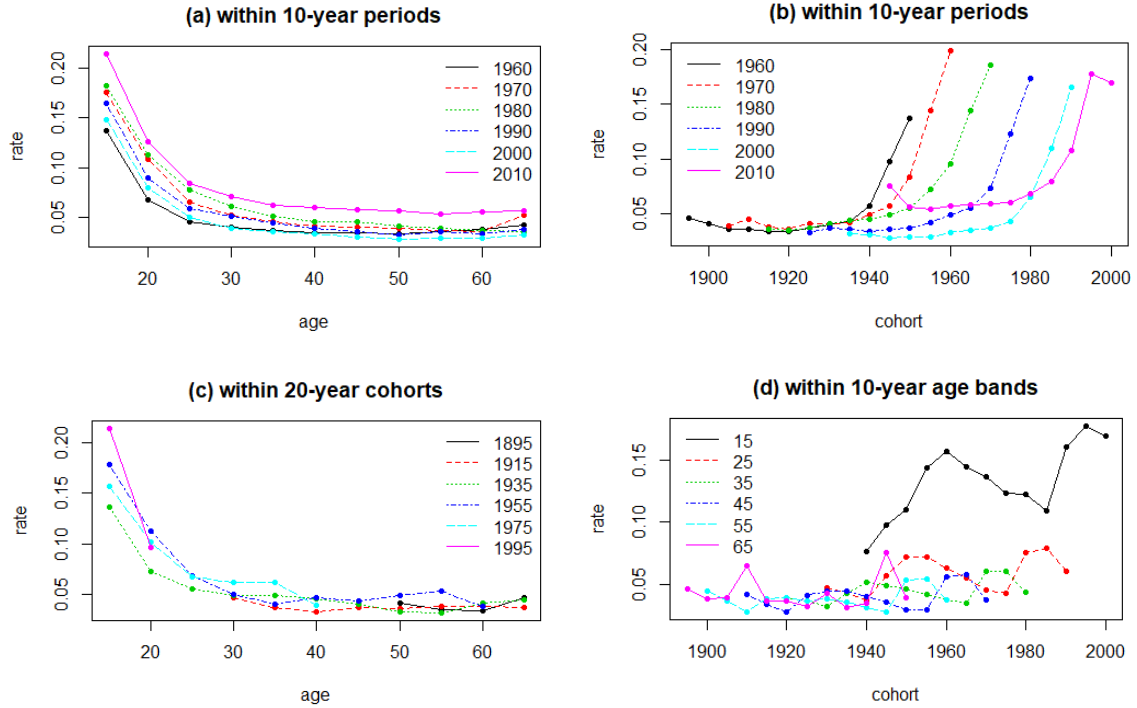 (a) within 10-year periods
rate
0.05 0.10 0.15 0.20
20 30 40 50 60
age
1960
1970
1980
1990
2000
2010
(b) within 10-year periods
rate
0.05 0.10 0.15 0.20
1900 1920 1940 1960 1980 2000
cohort
1960
1970
1980
1990
2000
2010
(c) within 20-year cohorts
rate
0.05 0.10 0.15 0.20
20 30 40 50 60
age
1895
1915
1935
1955
1975
1995
(d) within 10-year age bands
rate
0.05 0.10 0.15
1900 1920 1940 1960 1980 2000
cohort
15
25
35
45
55
65